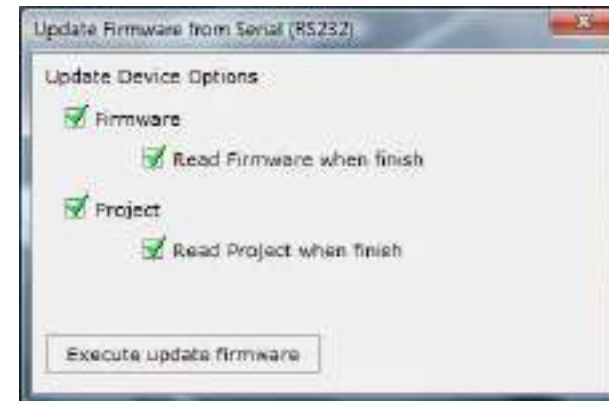 Update Firmware from Serial (RS232)
Update Device Options
Firmware
Read Firmware when finish
Project
Read Project when finish
Execute update firmware